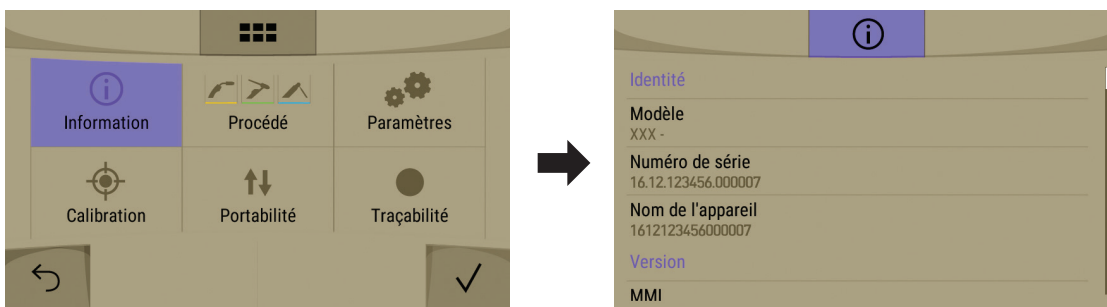 Information
Procédé
Paramètres
Calibration
Portabilité
Traçabilité
Identité
Modèle
XXX -
Numéro de série
16.12.123456.000007
Nom de l'appareil
1612123456000007
Version
MMI